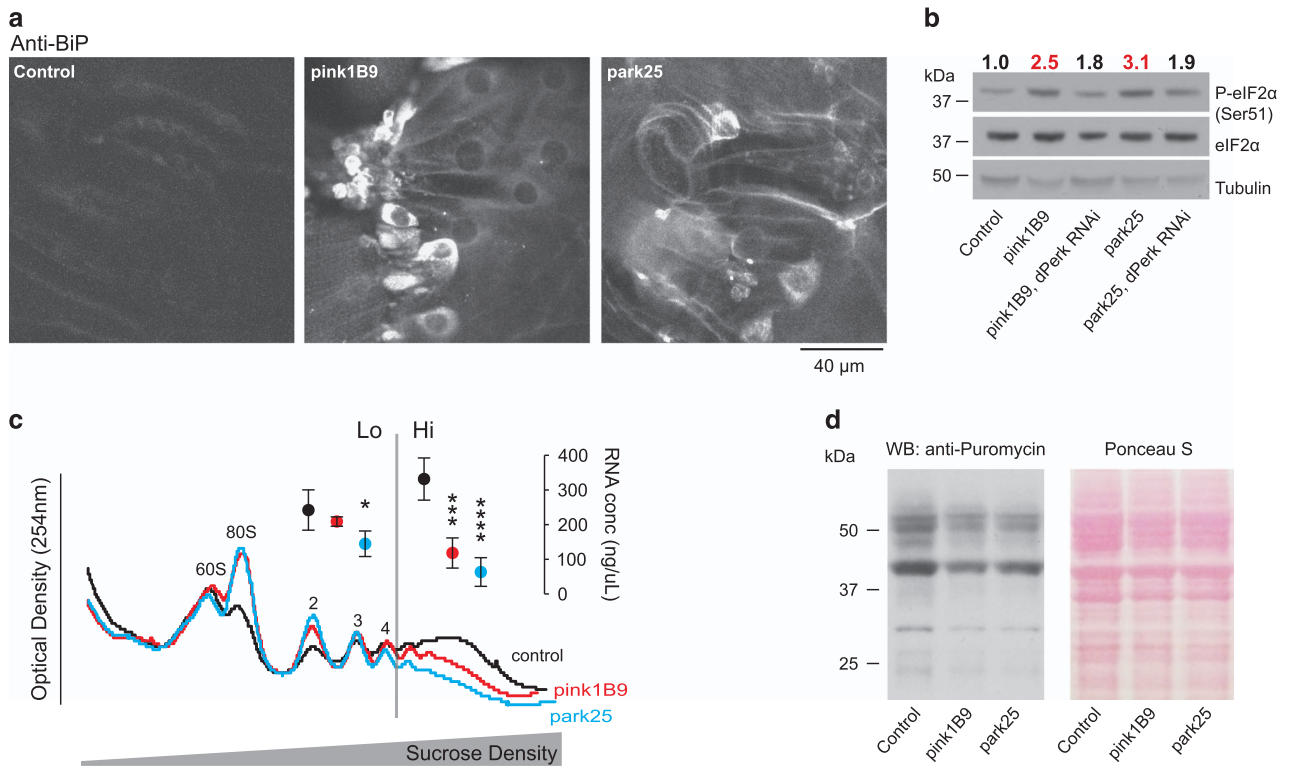 a
Anti-BiP
Control
pink1B9
park25
40 µm
b
kDa
1.0 2.5 1.8 3.1 1.9
37
P-eIF2α
(Ser51)
37
eIF2α
50
Tubulin
Control
pink1B9
pink1B9, dPerk RNAi
park25
park25, dPerk RNAi
c
Lo
Hi
Optical Density (254nm)
60S
80S
2
3
4
*
***
****
400
300
200
100
0
RNA conc (ng/uL)
control
pink1B9
park25
Sucrose Density
d
kDa
WB: anti-Puromycin
Ponceau S
50
37
25
Control
pink1B9
park25
Control
pink1B9
park25